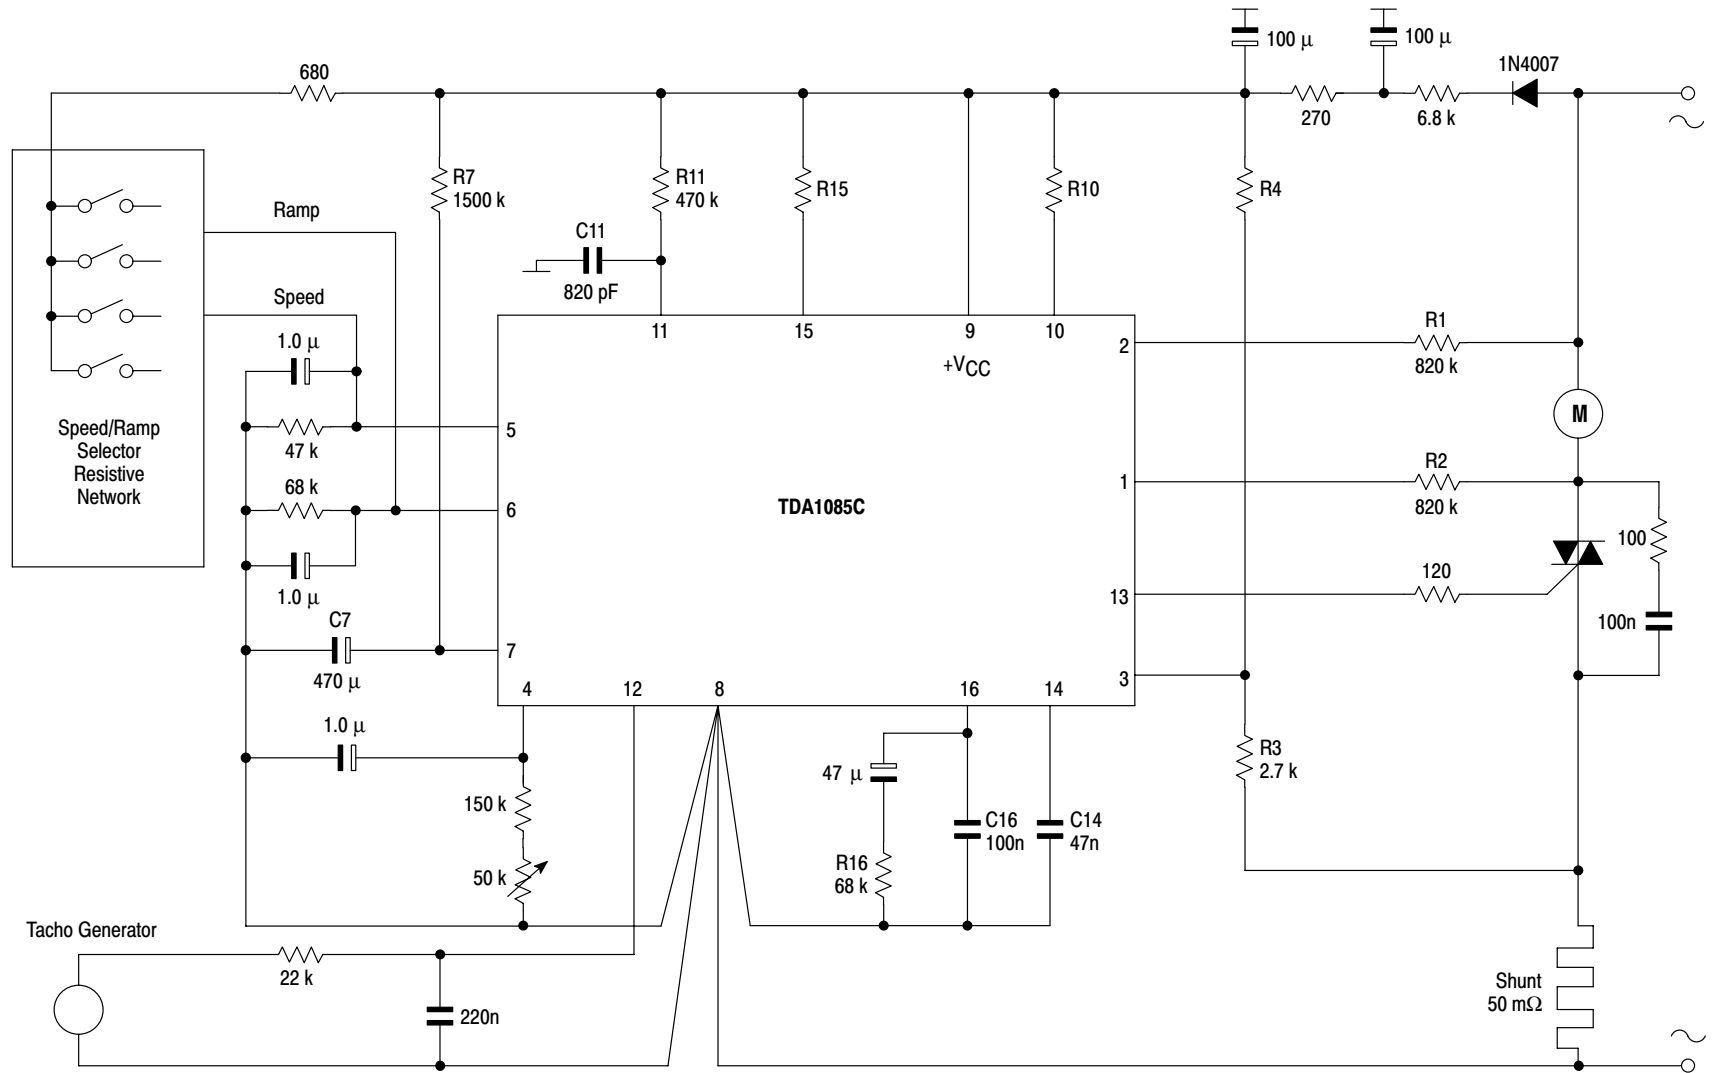 100 µ
100 µ
1N4007
680
270
6.8 k
R7
1500 k
R11
470 k
R15
R10
R4
Ramp
C11
820 pF
Speed
1.0 µ
11
15
9
10
+VCC
2
R1
820 k
M
Speed/Ramp
Selector
Resistive
Network
47 k
5
68 k
6
1
R2
820 k
TDA1085C
100
1.0 µ
13
120
100n
C7
470 µ
7
4
12
8
16
14
3
1.0 µ
R3
2.7 k
47 µ
150 k
C16
100n
C14
47n
50 k
R16
68 k
Tacho Generator
22 k
220n
Shunt
50 mΩ